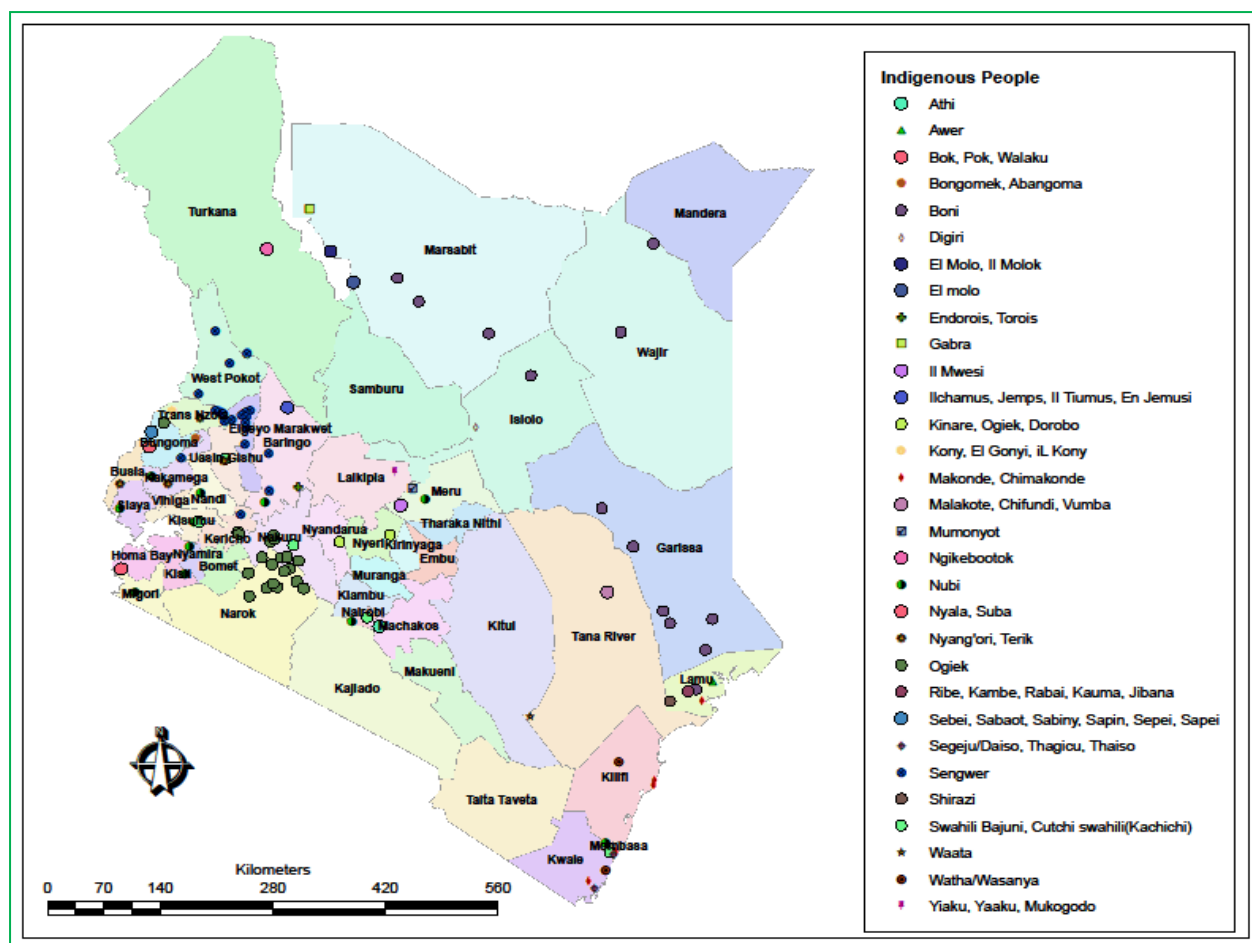 Turkana
Mandera
Marsabit
Wajir
West Pokot
Samburu
Isiolo
Trans Nzoia
Elgeyo Marakwet
Bungoma
Baringo
Uasin Gishu
Busia
Kakamega
Laikipia
Meru
Siaya
Vihiga
Nandi
Tharaka Nithi
Kisumu
Nyandarua
Kericho
Nakuru
Nyeri
Kirinyaga
Garissa
Homa Bay
Nyamira
Embu
Kisii
Bomet
Muranga
Migori
Kiambu
Narok
Nairobi
Machakos
Kitui
Tana River
Makueni
Lamu
Kajiado
Kilifi
Taita Taveta
Mombasa
Kwale
N
Kilometers
0 70 140 280 420 560
Indigenous People
Athi
Awer
Bok, Pok, Walaku
Bongomek, Abangoma
Boni
Digiri
El Molo, Il Molok
El molo
Endorois, Torois
Gabra
Il Mwesi
Ilchamus, Jemps, Il Tiumus, En Jemusi
Kinare, Ogiek, Dorobo
Kony, El Gonyi, iL Kony
Makonde, Chimakonde
Malakote, Chifundi, Vumba
Mumonyot
Ngikebootok
Nubi
Nyala, Suba
Nyang'ori, Terik
Ogiek
Ribe, Kambe, Rabai, Kauma, Jibana
Sebei, Sabaot, Sabiny, Sapin, Sepei, Sapei
Segeju/Daiso, Thagicu, Thaiso
Sengwer
Shirazi
Swahili Bajuni, Cutchi swahili(Kachichi)
Waata
Watha/Wasanya
Yiaku, Yaaku, Mukogodo